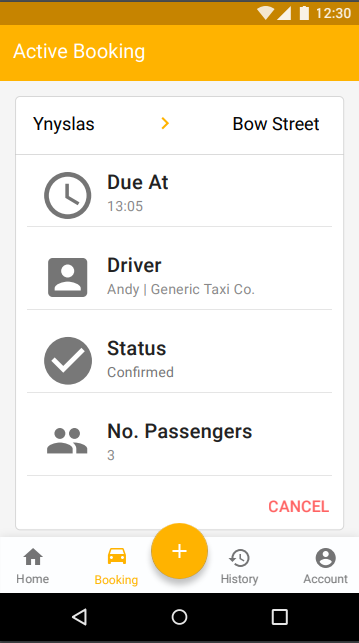 12:30
Active Booking
Ynyslas > Bow Street
Due At
13:05
Driver
Andy | Generic Taxi Co.
Status
Confirmed
No. Passengers
3
CANCEL
+
Home Booking History Account